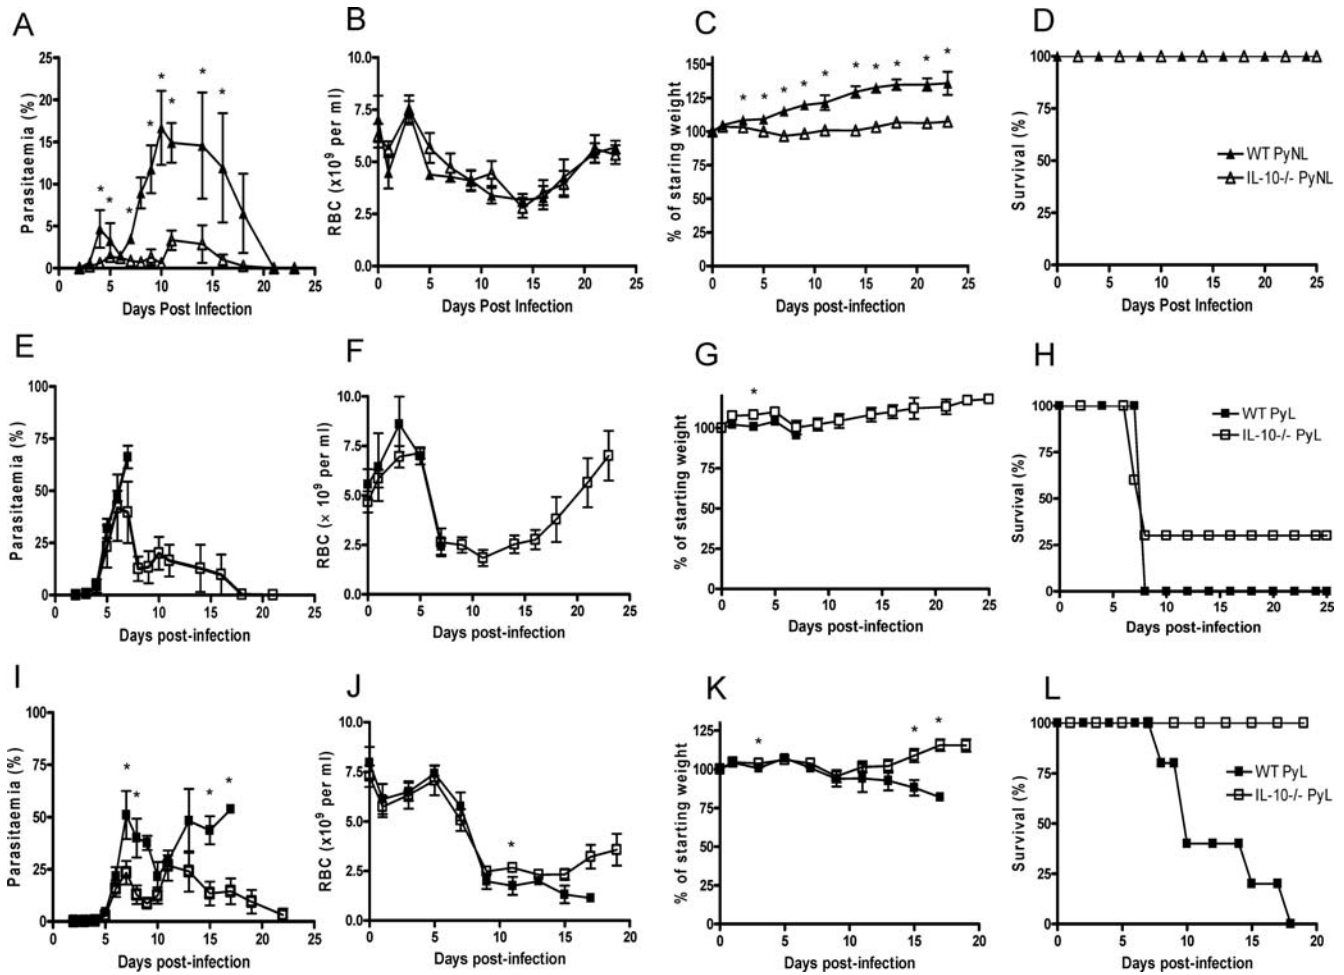 A
Parasitaemia (%)
25
20
15
10
5
0
* * * * * * * *
0 5 10 15 20 25
Days Post Infection
B
RBC (x10⁹ per ml)
10.0
7.5
5.0
2.5
0
0 5 10 15 20 25
Days Post Infection
C
% of staring weight
150
125
100
75
50
25
0
* * * * * * * * * *
0 5 10 15 20 25
Days post-infection
D
Survival (%)
100
75
50
25
0
WT PyNL
IL-10-/- PyNL
0 5 10 15 20 25
Days Post Infection
E
Parasitaemia (%)
100
75
50
25
0
0 5 10 15 20 25
Days post-infection
F
RBC (× 10⁹ per ml)
10.0
7.5
5.0
2.5
0.0
0 5 10 15 20 25
Days post-infection
G
% of starting weight
100
75
50
25
0
*
0 5 10 15 20 25
Days post-infection
H
Survival (%)
100
75
50
25
0
WT PyL
IL-10-/- PyL
0 5 10 15 20 25
Days post-infection
I
Parasitaemia (%)
100
75
50
25
0
* * * *
0 5 10 15 20 25
Days post-infection
J
RBC (x10⁹ per ml)
10.0
7.5
5.0
2.5
0.0
*
0 5 10 15 20
Days post-infection
K
% of starting weight
125
100
75
50
25
0
* * *
0 5 10 15 20
Days post-infection
L
Survival (%)
100
75
50
25
0
WT PyL
IL-10-/- PyL
0 5 10 15 20
Days post-infection